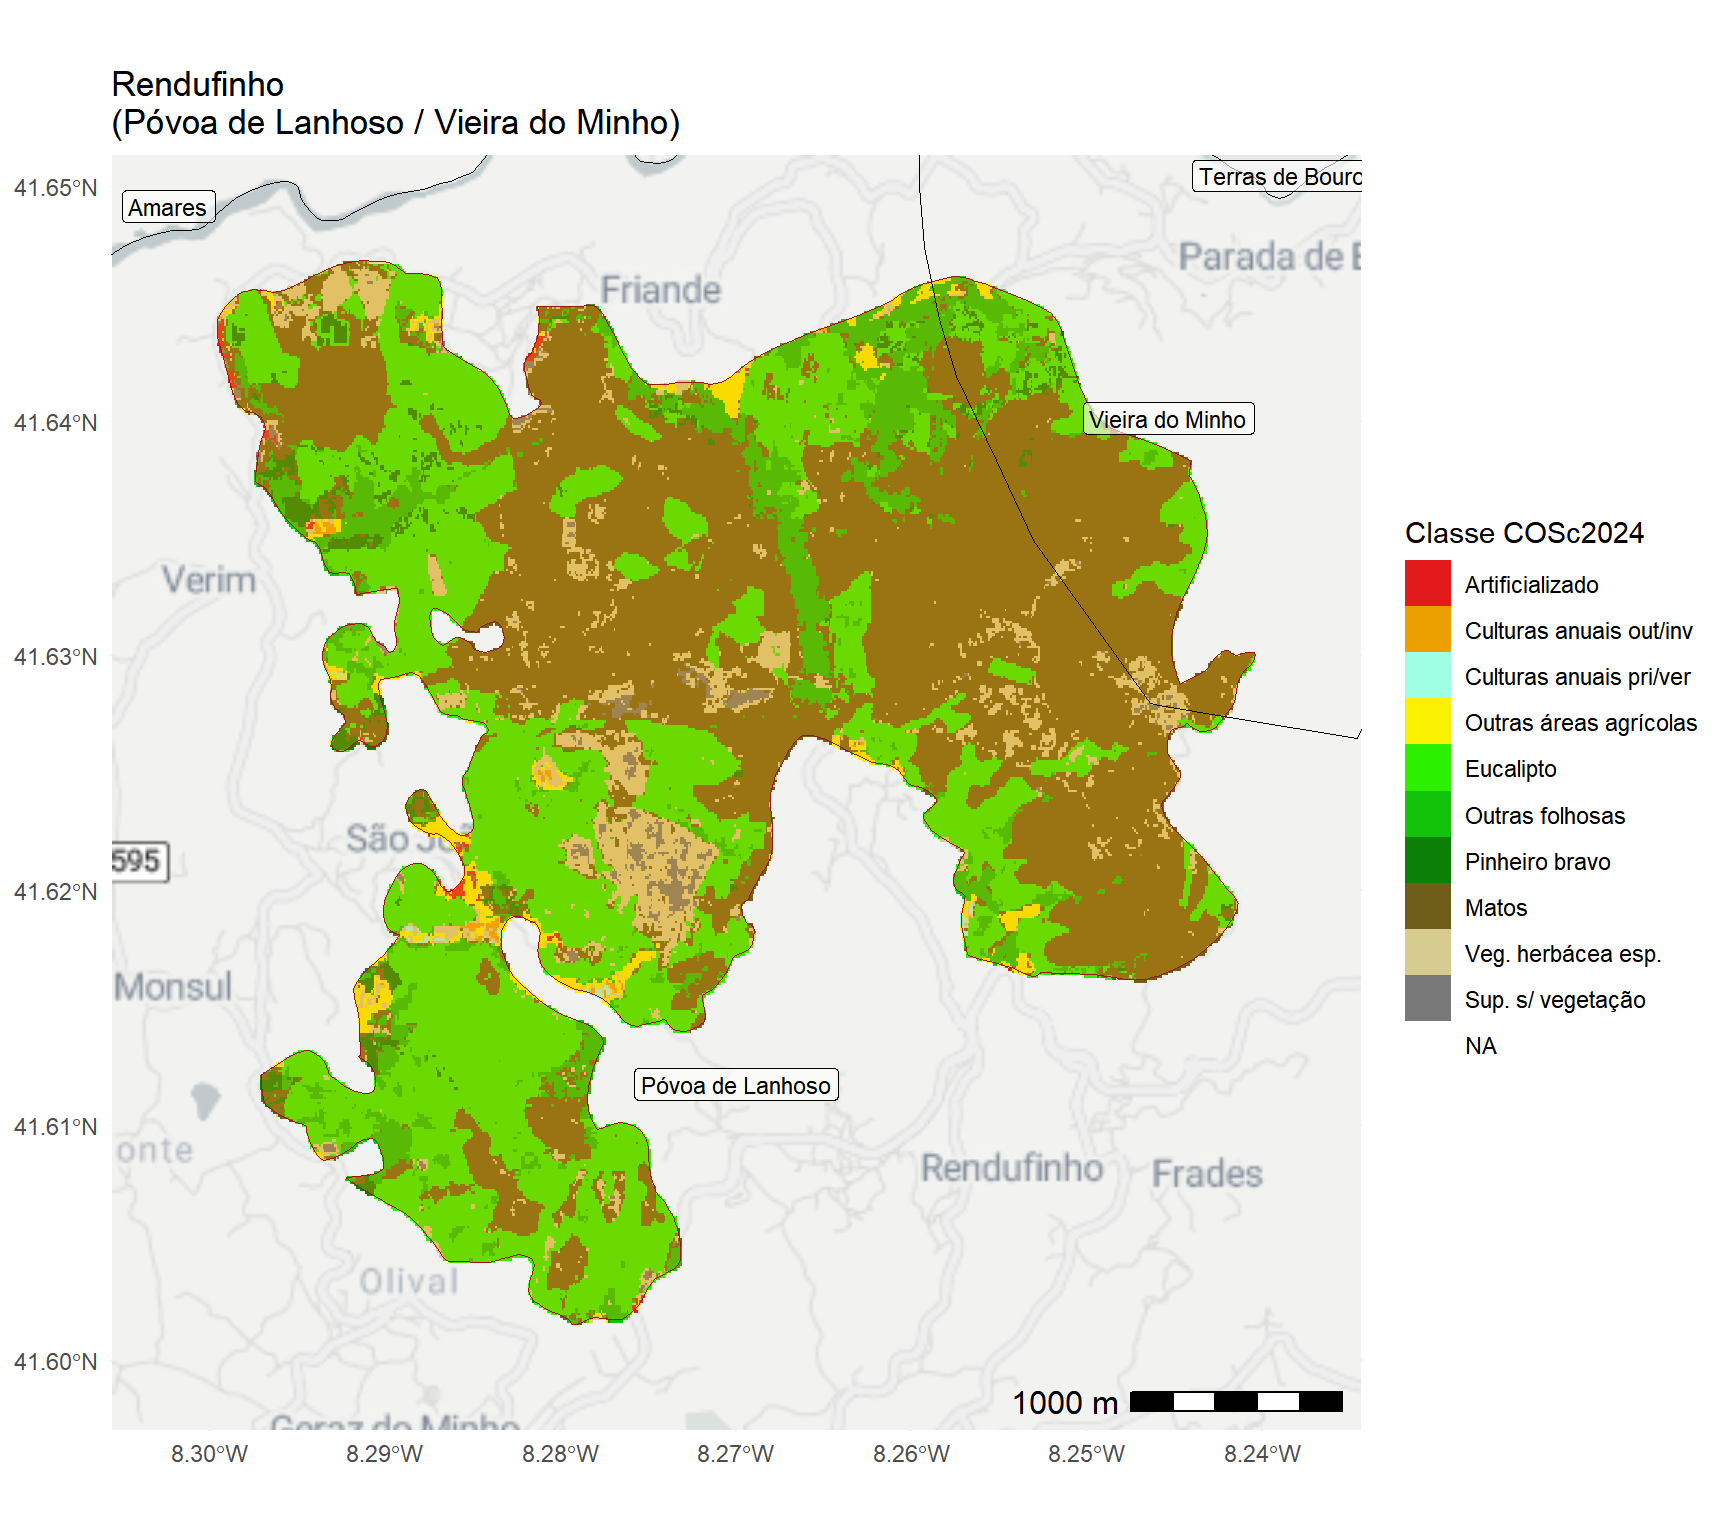 Rendufinho
(Póvoa de Lanhoso / Vieira do Minho)
41.65°N
41.64°N
41.63°N
41.62°N
41.61°N
41.60°N
Amares
Terras de Bouro
Parada de
Friande
Vieira do Minho
Verim
São Joã
595
Monsul
Póvoa de Lanhoso
onte
Rendufinho
Frades
Olival
Geraz do Minho
1000 m
8.30°W
8.29°W
8.28°W
8.27°W
8.26°W
8.25°W
8.24°W
Classe COSc2024
Artificializado
Culturas anuais out/inv
Culturas anuais pri/ver
Outras áreas agrícolas
Eucalipto
Outras folhosas
Pinheiro bravo
Matos
Veg. herbácea esp.
Sup. s/ vegetação
NA